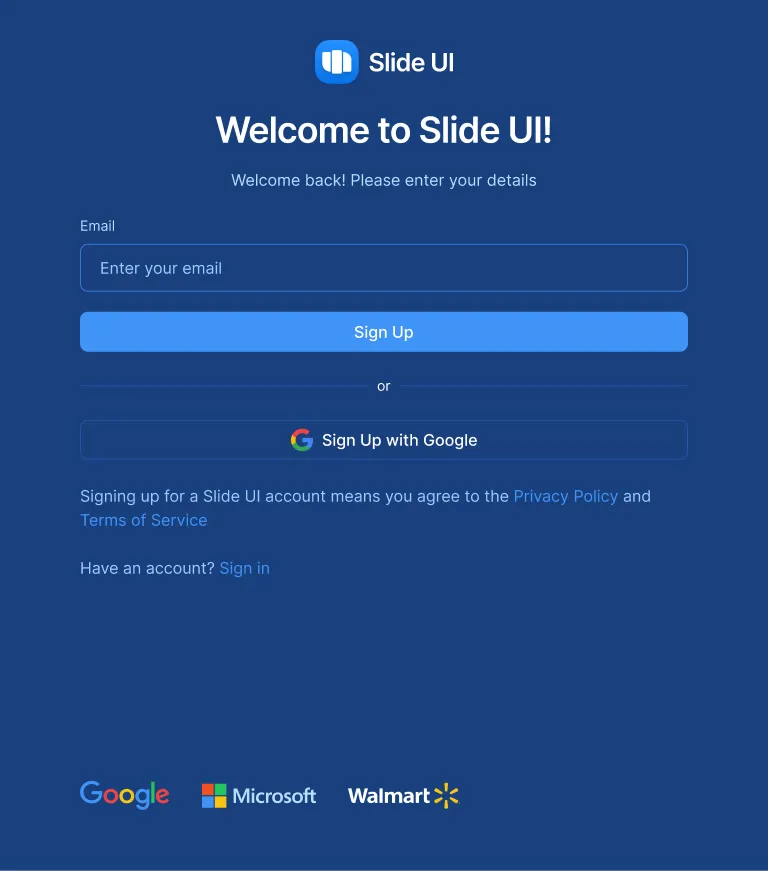 Slide UI
Welcome to Slide UI!
Welcome back! Please enter your details
Email
Enter your email
Sign Up
or
Sign Up with Google
Signing up for a Slide UI account means you agree to the Privacy Policy and
Terms of Service
Have an account? Sign in
Google Microsoft Walmart